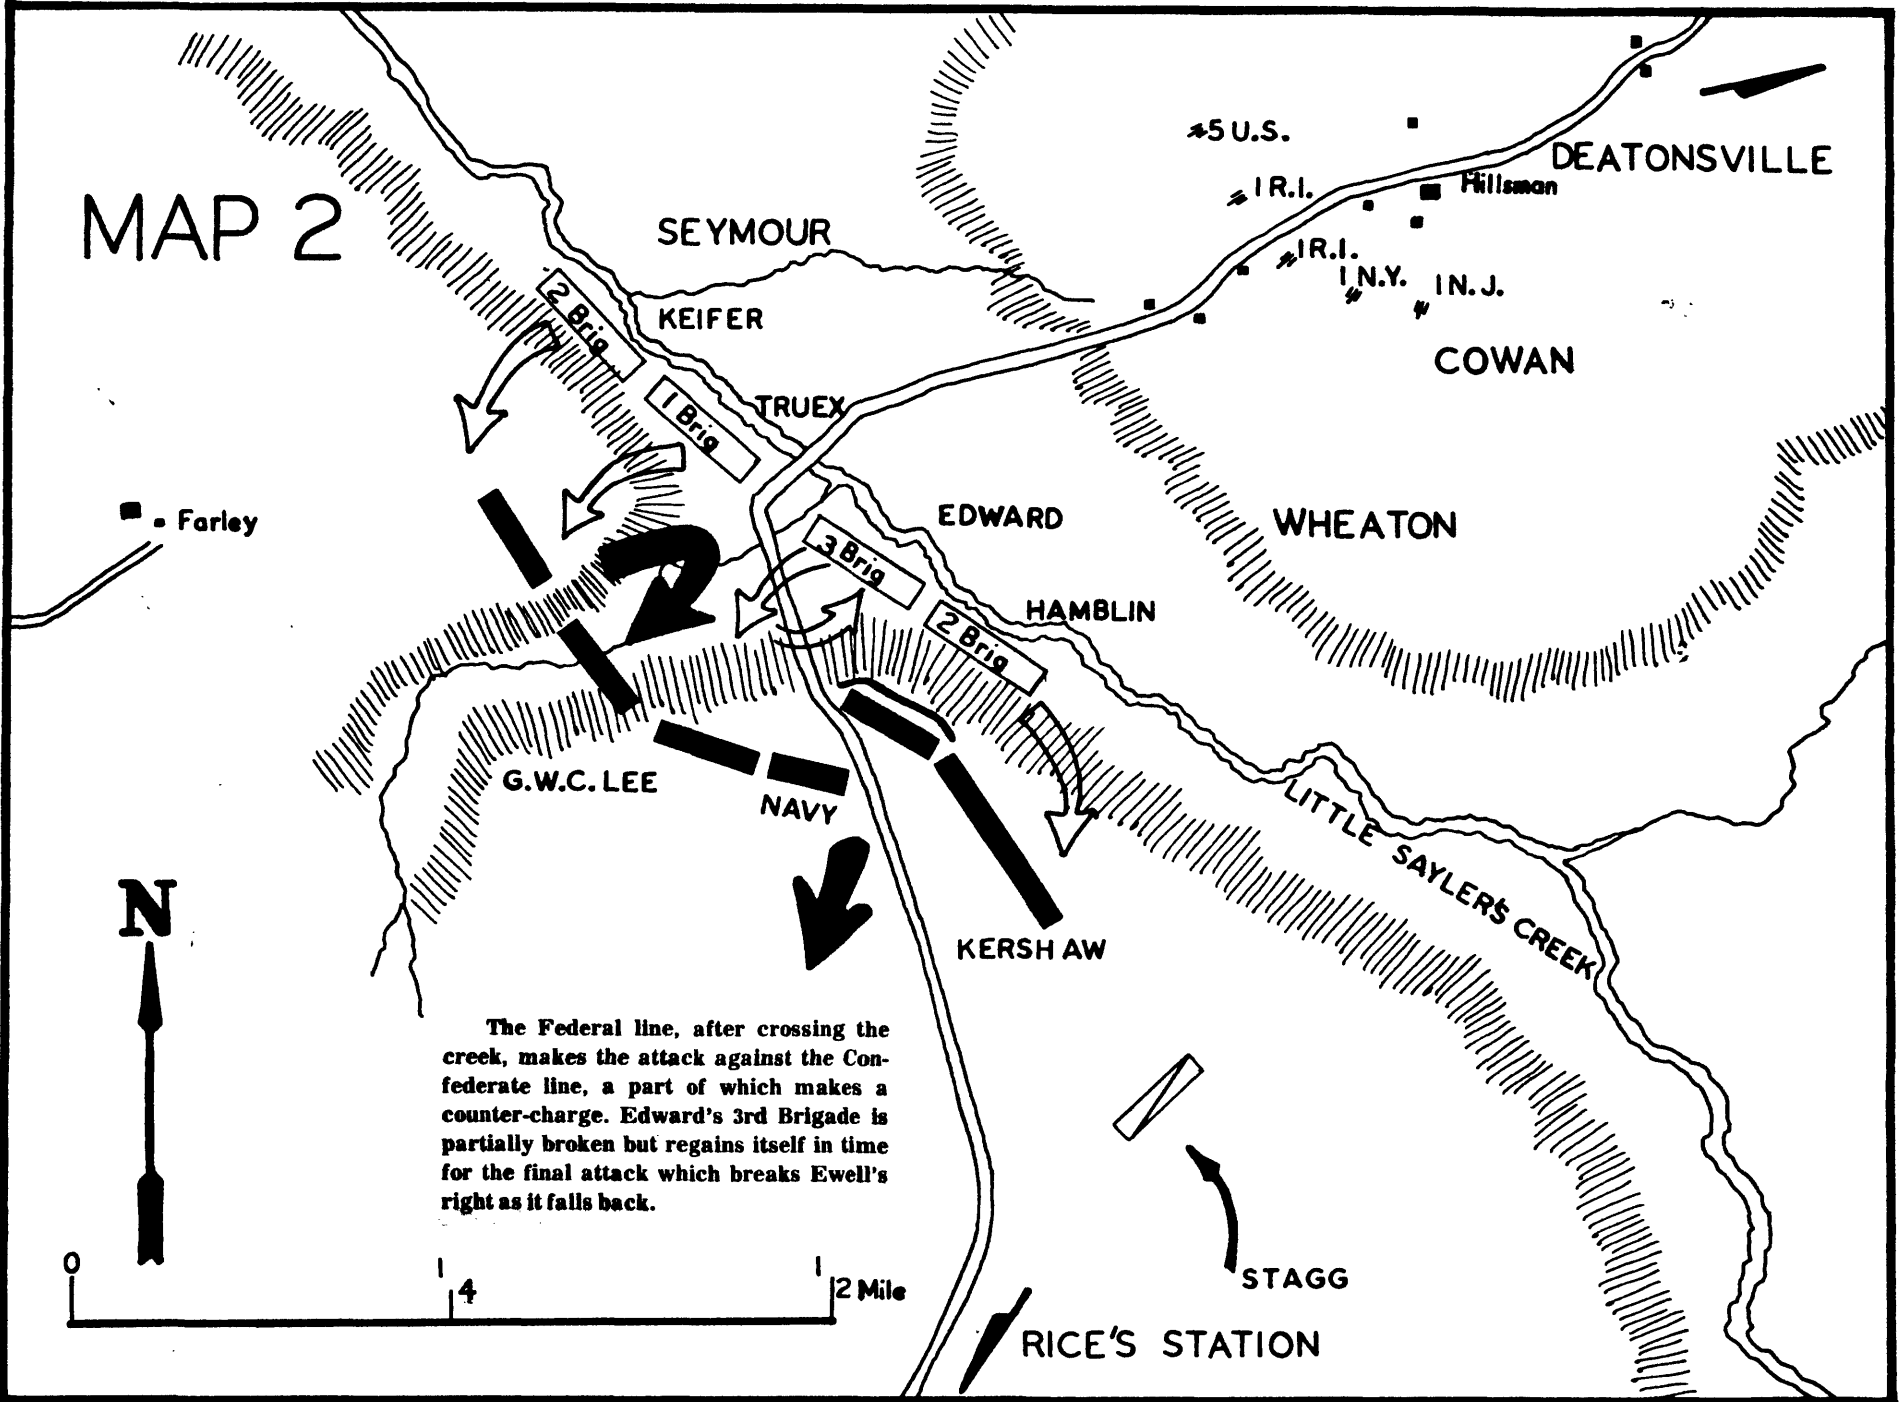 MAP 2
5 U.S.
DEATONSVILLE
1 R.I.
Hillsman
SEYMOUR
1 R.I.
1 N.Y.
1 N.J.
2 Brig
KEIFER
COWAN
1 Brig
TRUEX
Farley
EDWARD
WHEATON
3 Brig
HAMBLIN
2 Brig
G.W.C. LEE
NAVY
LITTLE SAYLER'S CREEK
N
KERSHAW
The Federal line, after crossing the
creek, makes the attack against the Con-
federate line, a part of which makes a
counter-charge. Edward's 3rd Brigade is
partially broken but regains itself in time
for the final attack which breaks Ewell's
right as it falls back.
STAGG
0 1/4 1/2 Mile
RICE'S STATION